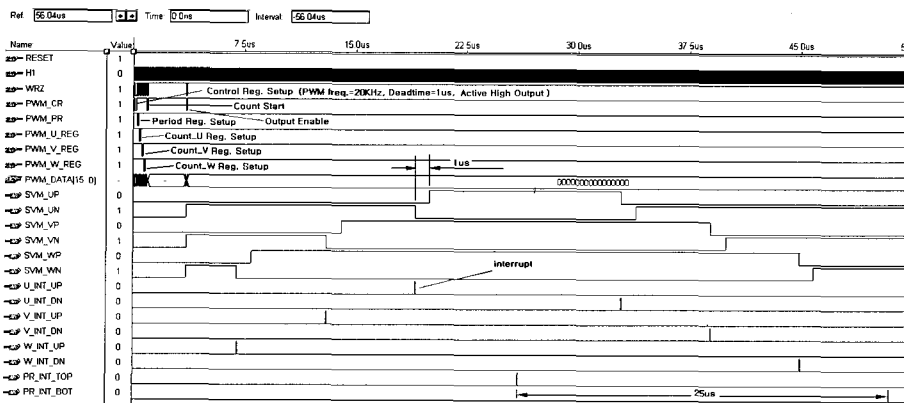 Ref: 56.04us Time: 0.0ns Interval: -56.04us
Name: Value: 7.5us 15.0us 22.5us 30.0us 37.5us 45.0us
RESET 1
H1 0
WRZ 1 Control Reg. Setup (PWM freq.=20KHz, Deadtime=1us, Active High Output)
PWM_CR 1 Count Start
PWM_PR 1 Period Reg. Setup Output Enable
PWM_U_REG 1 Count_U Reg. Setup
PWM_V_REG 1 Count_V Reg. Setup
PWM_W_REG 1 Count_W Reg. Setup 1us
PWM_DATA[15..0] - 0000000000000000
SVM_UP 0
SVM_UN 1
SVM_VP 0
SVM_VN 1
SVM_WP 0
SVM_WN 1 interrupt
U_INT_UP 0
U_INT_DN 0
V_INT_UP 0
V_INT_DN 0
W_INT_UP 0
W_INT_DN 0
PR_INT_TOP 0
PR_INT_BOT 0 25us